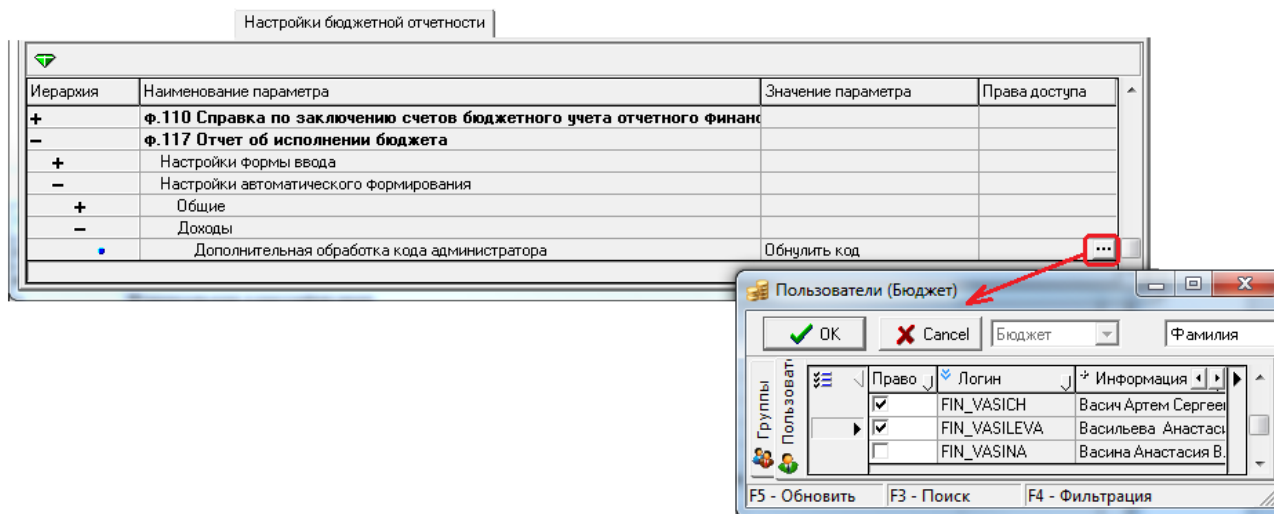 Настройки бюджетной отчетности
Иерархия Наименование параметра Значение параметра Права доступа
+ ф.110 Справка по заключению счетов бюджетного учета отчетного финанс
– ф.117 Отчет об исполнении бюджета
+ Настройки формы ввода
– Настройки автоматического формирования
+ Общие
– Доходы
Дополнительная обработка кода администратора Обнулить код ...
Пользователи (Бюджет)
OK Cancel Бюджет Фамилия
Группы
Пользоват
Право Логин Информация
FIN_VASICH Васич Артем Сергее
FIN_VASILEVA Васильева Анастас
FIN_VASINA Васина Анастасия В.
F5 - Обновить F3 - Поиск F4 - Фильтрация